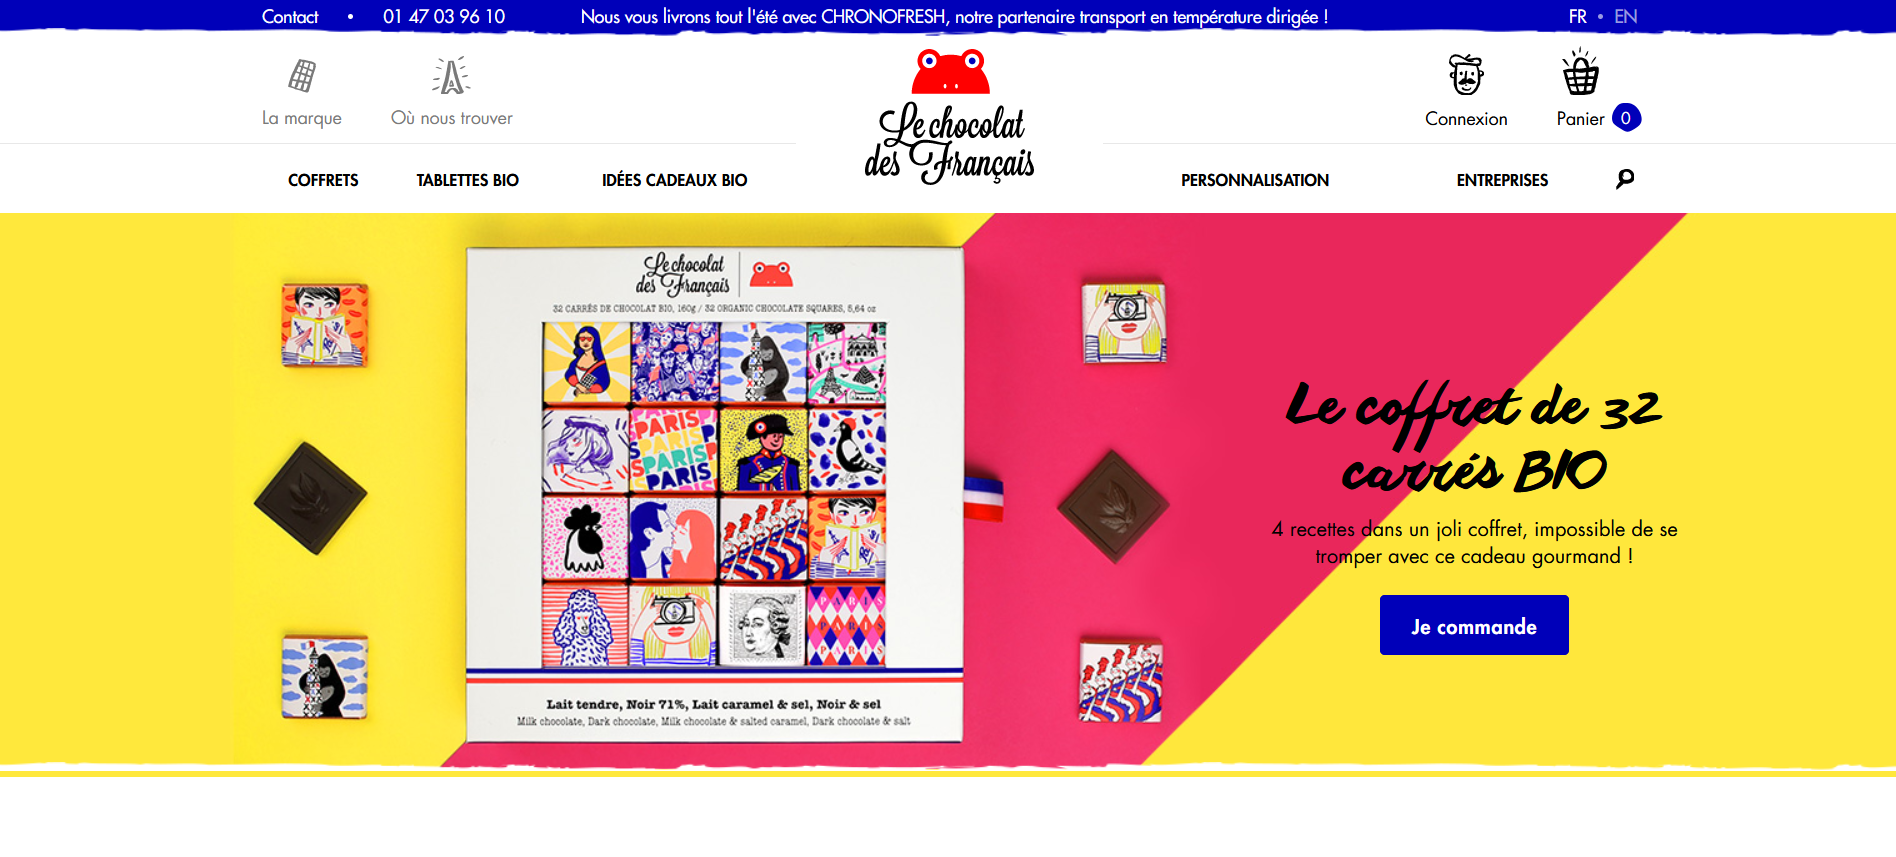 Contact • 01 47 03 96 10 Nous vous livrons tout l'été avec CHRONOFRESH, notre partenaire transport en température dirigée ! FR • EN
La marque Où nous trouver
Le chocolat
des Français
Connexion Panier 0
COFFRETS TABLETTES BIO IDÉES CADEAUX BIO PERSONNALISATION ENTREPRISES
Le chocolat
des Français
32 CARRÉS DE CHOCOLAT BIO, 160g / 32 ORGANIC CHOCOLATE SQUARES, 5,64 oz
PARIS
PARISP
PARIS
SPARISP
PARIS
PARIS
PARIS
PARIS
Lait tendre, Noir 71%, Lait caramel & sel, Noir & sel
Milk chocolate, Dark chocolate, Milk chocolate & salted caramel, Dark chocolate & salt
Le coffret de 32
carrés BIO
4 recettes dans un joli coffret, impossible de se
tromper avec ce cadeau gourmand !
Je commande